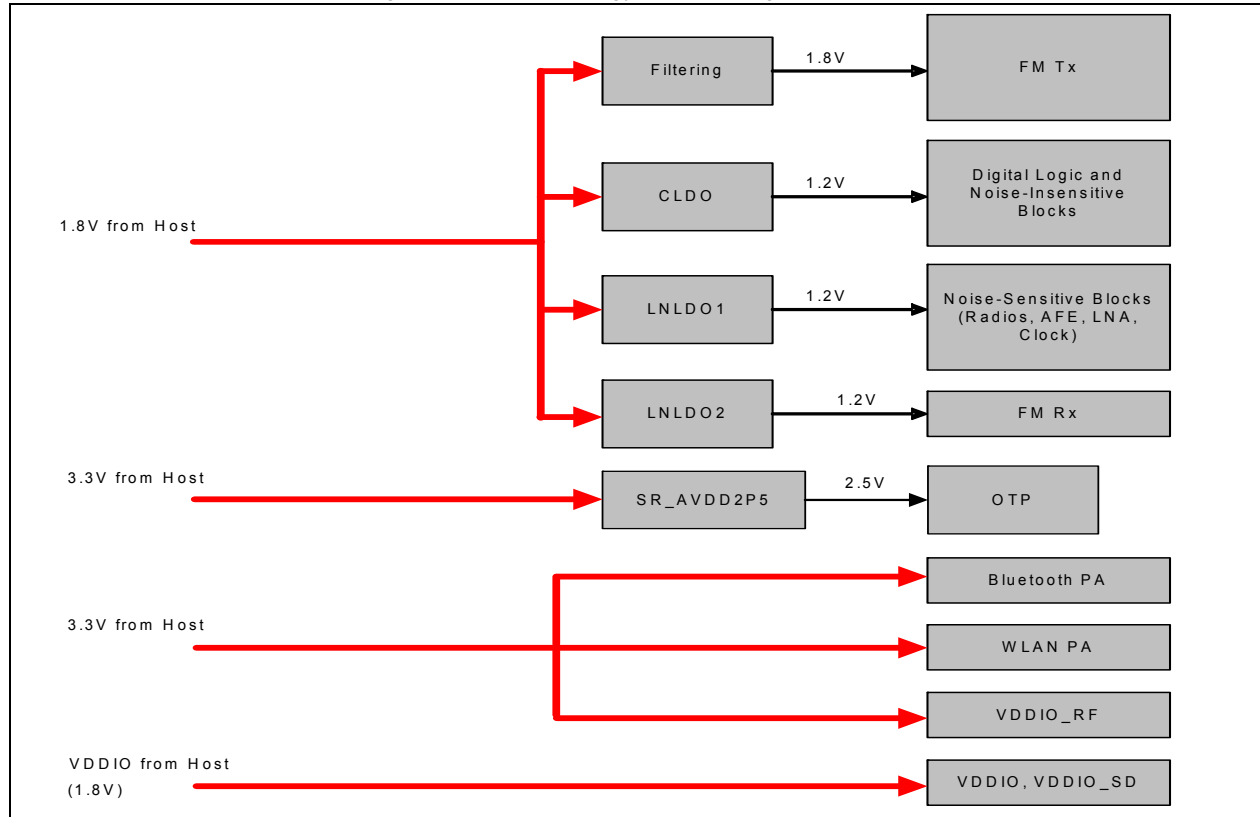 Filtering
1.8V
FM Tx
CLDO
1.2V
Digital Logic and
Noise-Insensitive
Blocks
1.8V from Host
LNLDO1
1.2V
Noise-Sensitive Blocks
(Radios, AFE, LNA,
Clock)
LNLDO2
1.2V
FM Rx
3.3V from Host
SR_AVDD2P5
2.5V
OTP
Bluetooth PA
3.3V from Host
WLAN PA
VDDIO_RF
VDDIO from Host
(1.8V)
VDDIO, VDDIO_SD